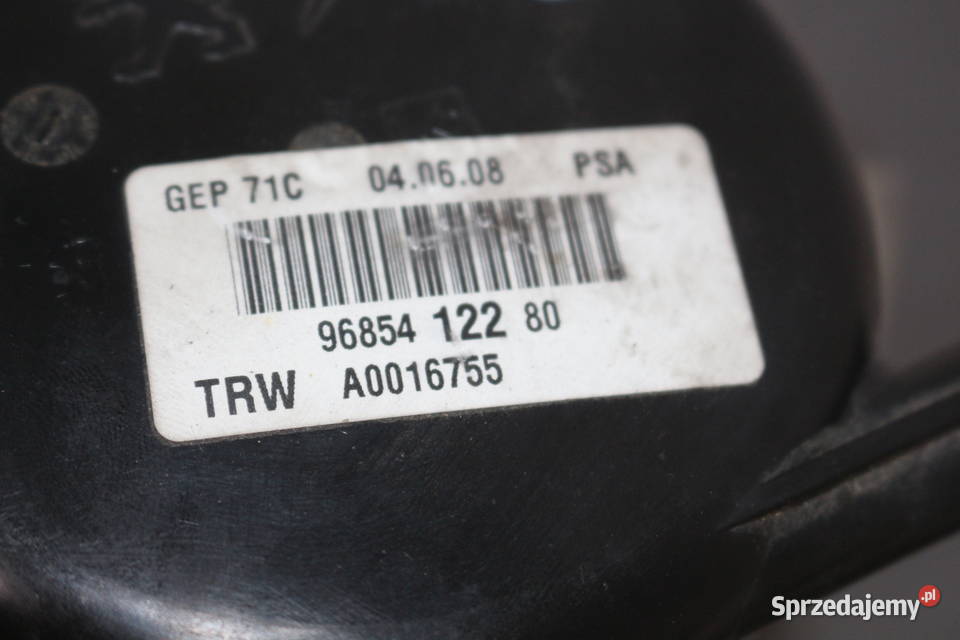 GEP 71C 04.06.08 PSA
96854 122 80
TRW A0016755
Sprzedajemy.pl